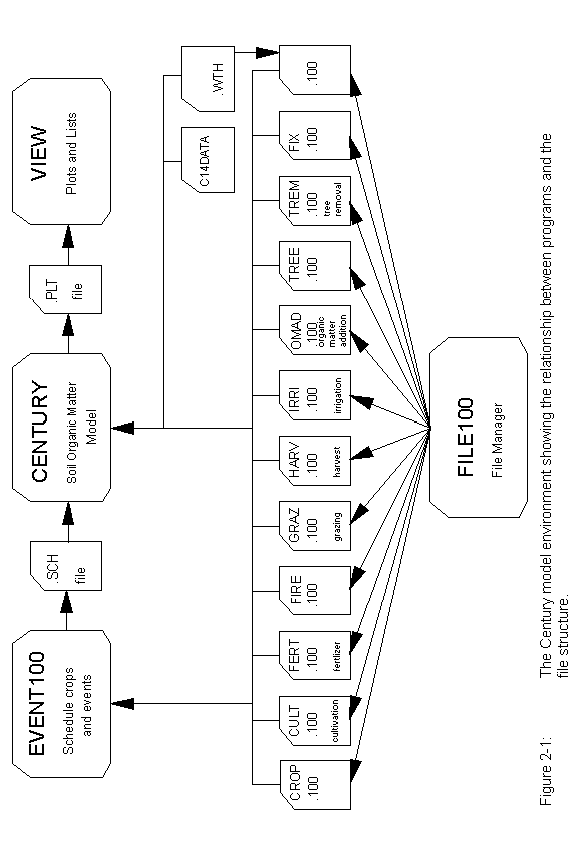 EVENT100
Schedule crops
and events
.SCH
file
CENTURY
Soil Organic Matter
Model
.PLT
file
VIEW
Plots and Lists
C14DATA
.WTH
CROP
.100
CULT
.100
cultivation
FERT
.100
fertlizer
FIRE
.100
GRAZ
.100
grazing
HARV
.100
harvest
IRRI
.100
irrigation
OMAD
.100
organic
matter
addition
TREE
.100
TREM
.100
tree
removal
FIX
.100
.100
FILE100
File Manager
Figure 2-1: The Century model environment showing the relationship between programs and the
file structure.